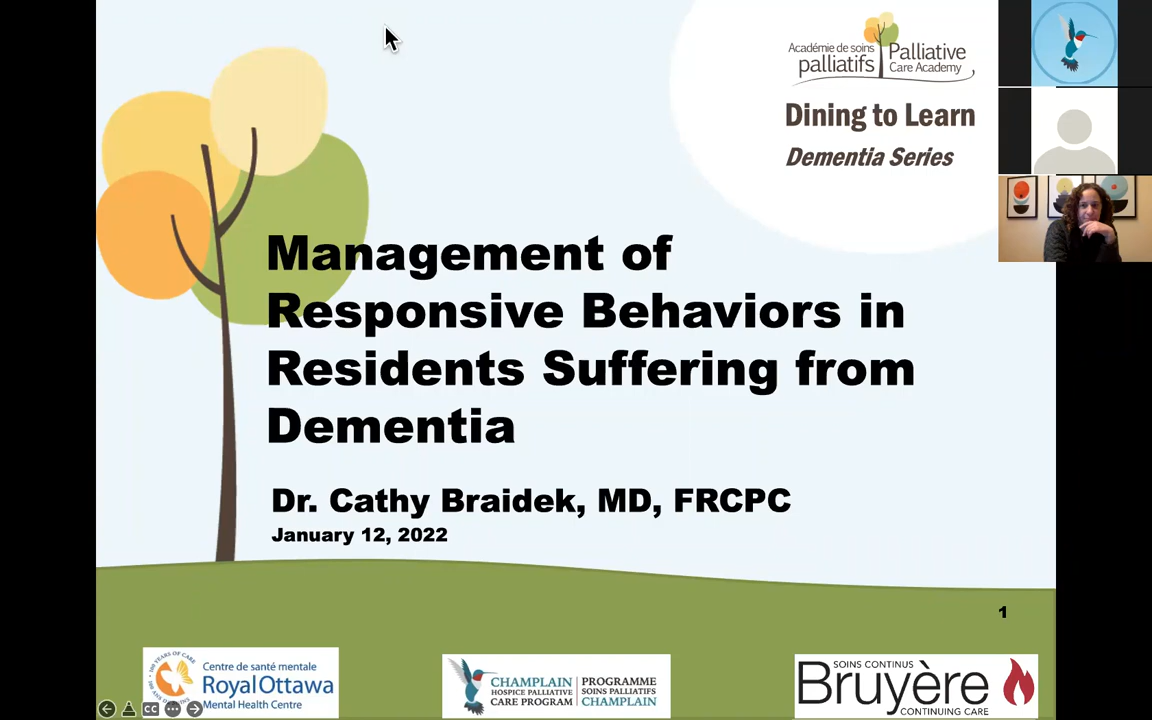 Académie de soins palliatifs
Palliative Care Academy
Dining to Learn
Dementia Series
Management of
Responsive Behaviors in
Residents Suffering from
Dementia
Dr. Cathy Braidek, MD, FRCPC
January 12, 2022
1
Centre de santé mentale
RoyalOttawa
Mental Health Centre
CHAMPLAIN
HOSPICE PALLIATIVE
CARE PROGRAM
PROGRAMME
SOINS PALLIATIFS
CHAMPLAIN
SOINS CONTINUS
Bruyère
CONTINUING CARE
CC